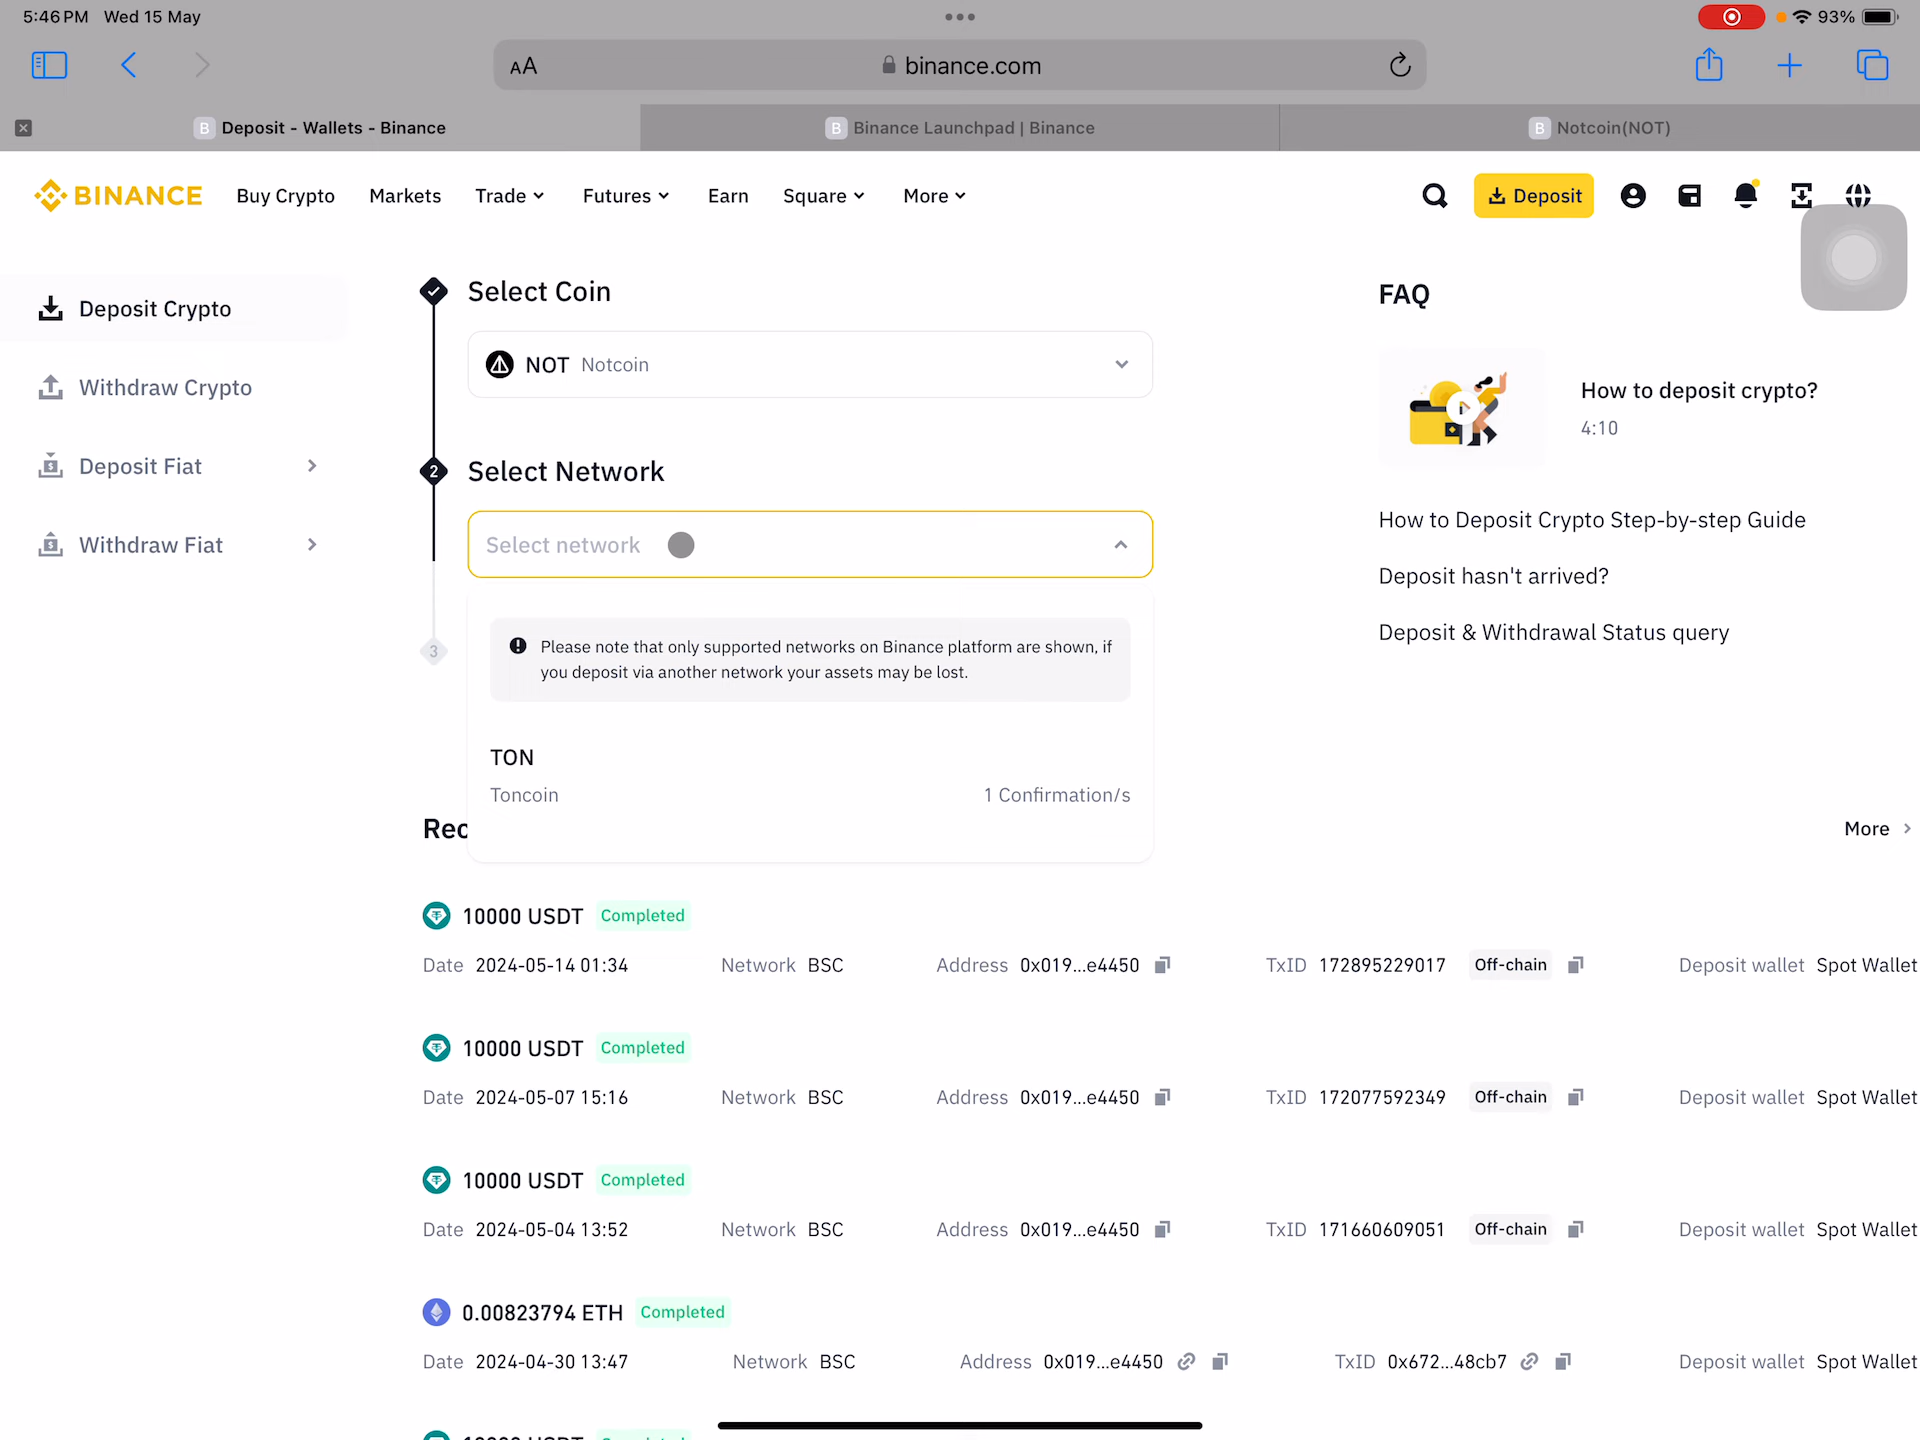 5:46 PM Wed 15 May
93%
AA
binance.com
Deposit - Wallets - Binance
Binance Launchpad | Binance
Notcoin(NOT)
BINANCE
Buy Crypto
Markets
Trade
Futures
Earn
Square
More
Deposit
Deposit Crypto
Withdraw Crypto
Deposit Fiat
Withdraw Fiat
Select Coin
NOT Notcoin
2
Select Network
Select network
Please note that only supported networks on Binance platform are shown, if
you deposit via another network your assets may be lost.
3
TON
Toncoin
1 Confirmation/s
FAQ
How to deposit crypto?
4:10
How to Deposit Crypto Step-by-step Guide
Deposit hasn't arrived?
Deposit & Withdrawal Status query
Rec
More
10000 USDT Completed
Date 2024-05-14 01:34 Network BSC Address 0x019...e4450 TxID 172895229017 Off-chain Deposit wallet Spot Wallet
10000 USDT Completed
Date 2024-05-07 15:16 Network BSC Address 0x019...e4450 TxID 172077592349 Off-chain Deposit wallet Spot Wallet
10000 USDT Completed
Date 2024-05-04 13:52 Network BSC Address 0x019...e4450 TxID 171660609051 Off-chain Deposit wallet Spot Wallet
0.00823794 ETH Completed
Date 2024-04-30 13:47 Network BSC Address 0x019...e4450 TxID 0x672...48cb7 Deposit wallet Spot Wallet